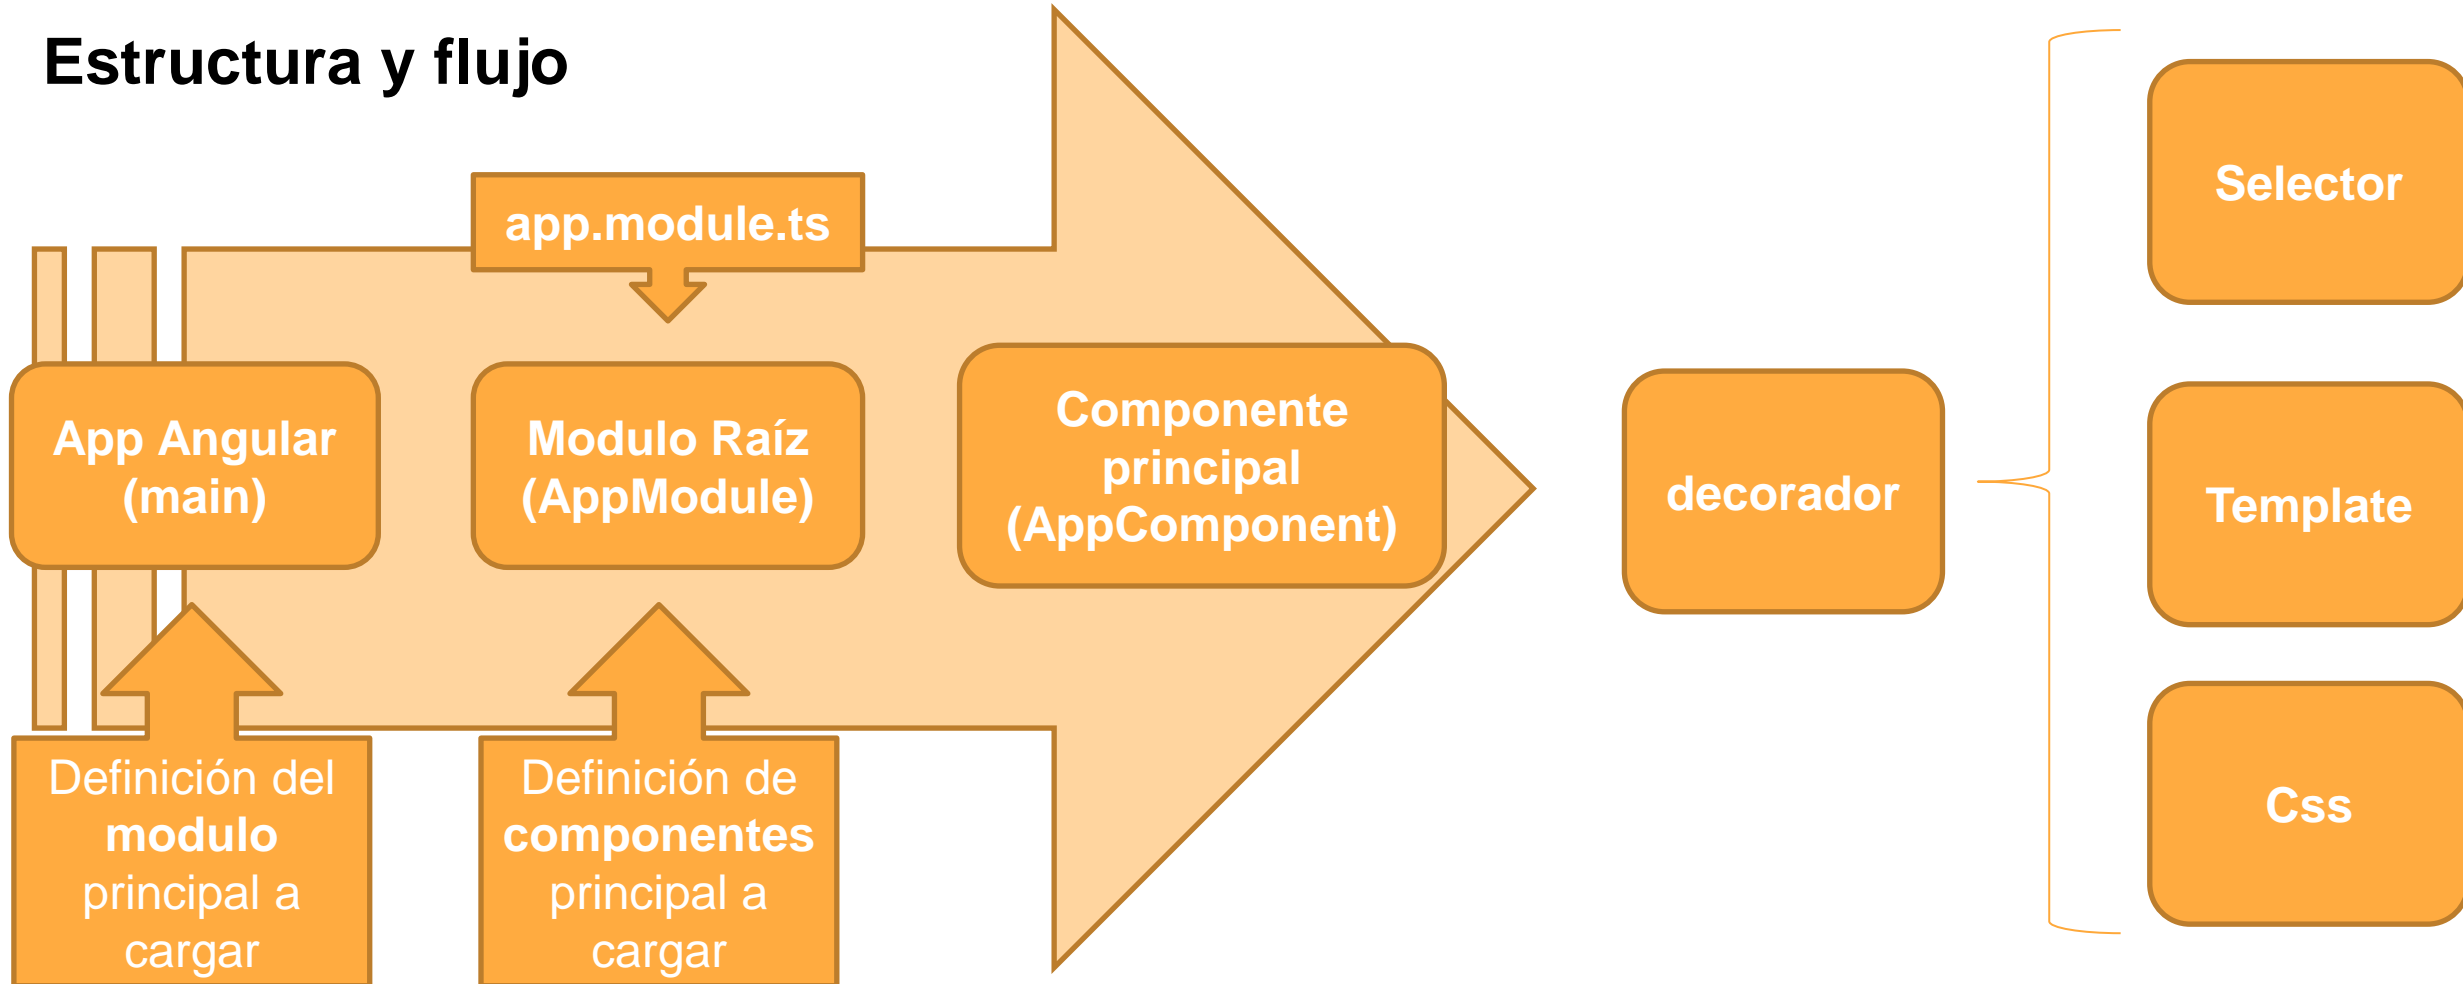 Estructura y flujo
app.module.ts
App Angular
(main)
Modulo Raíz
(AppModule)
Componente
principal
(AppComponent)
Definición del
modulo
principal a
cargar
Definición de
componentes
principal a
cargar
decorador
Selector
Template
Css